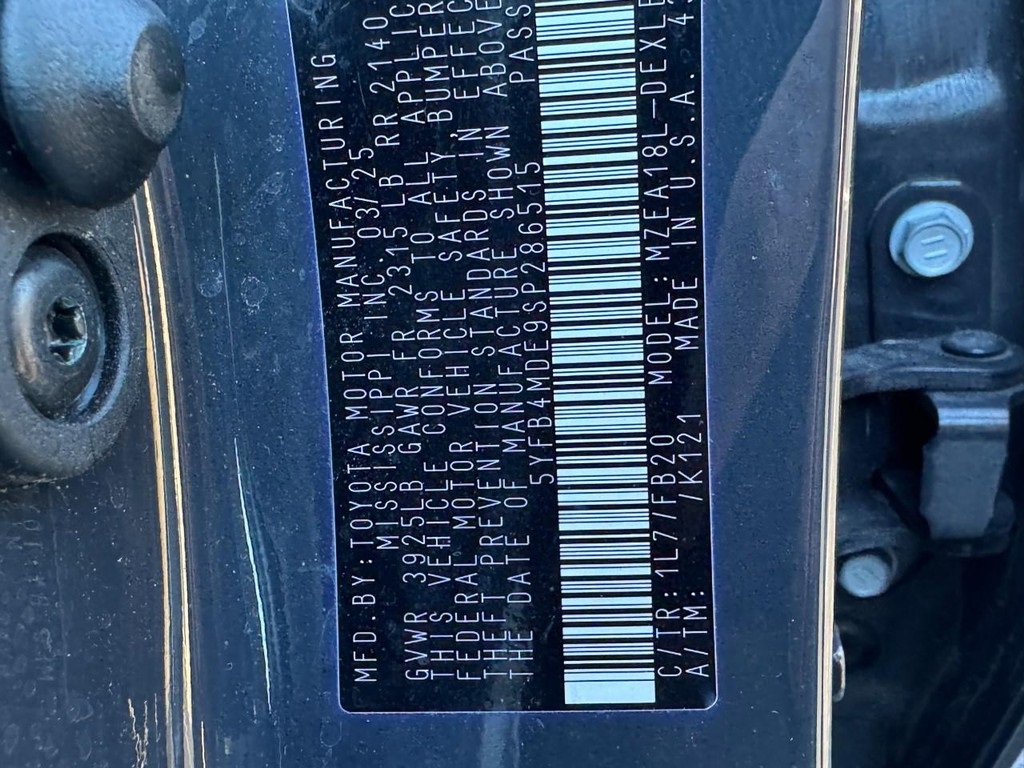 MFD.BY:TOYOTA MOTOR MANUFACTURING
MISSISSIPPI INC. 03/25
GVWR 3925LB GAWR FR 2315LB RR 2140
THIS VEHICLE CONFORMS TO ALL APPLIC
FEDERAL MOTOR VEHICLE SAFETY,BUMPER
THEFT PREVENTION STANDARDS IN EFFEC
THE DATE OF MANUFACTURE SHOWN ABOVE
5YFB4MDE9SP286515 PASS
C/TR:1L7/FB20 MODEL:MZEA18L-DEXLB
A/TM: /K121 MADE IN U.S.A.